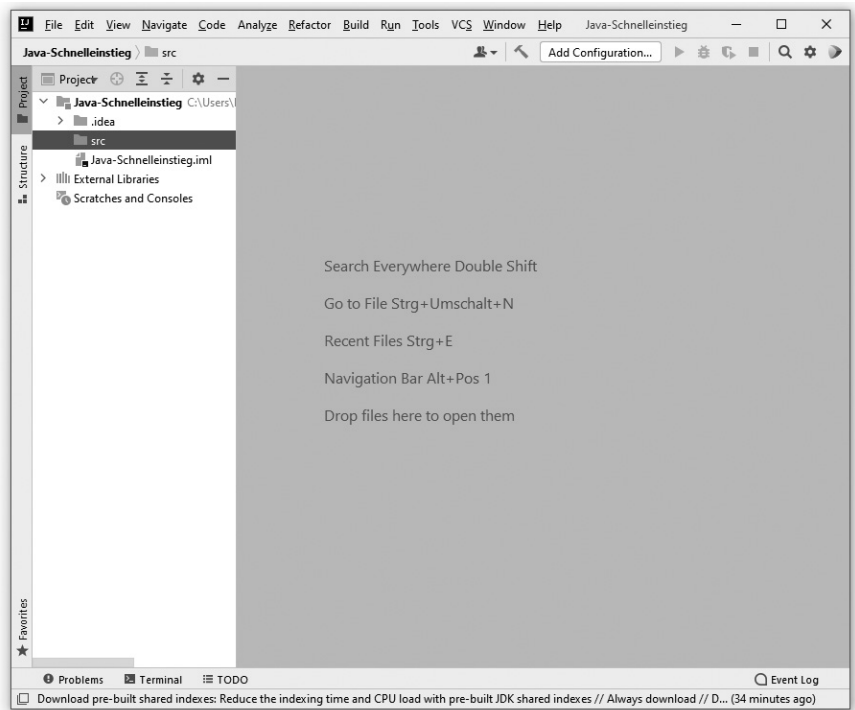 IJ File Edit View Navigate Code Analyze Refactor Build Run Tools VCS Window Help Java-Schnelleinstieg
Java-Schnelleinstieg src Add Configuration...
Project
Project
Java-Schnelleinstieg C:\Users\
.idea
src
Java-Schnelleinstieg.iml
Structure
External Libraries
Scratches and Consoles
Search Everywhere Double Shift
Go to File Strg+Umschalt+N
Recent Files Strg+E
Navigation Bar Alt+Pos 1
Drop files here to open them
Favorites
Problems Terminal TODO Event Log
Download pre-built shared indexes: Reduce the indexing time and CPU load with pre-built JDK shared indexes // Always download // D... (34 minutes ago)